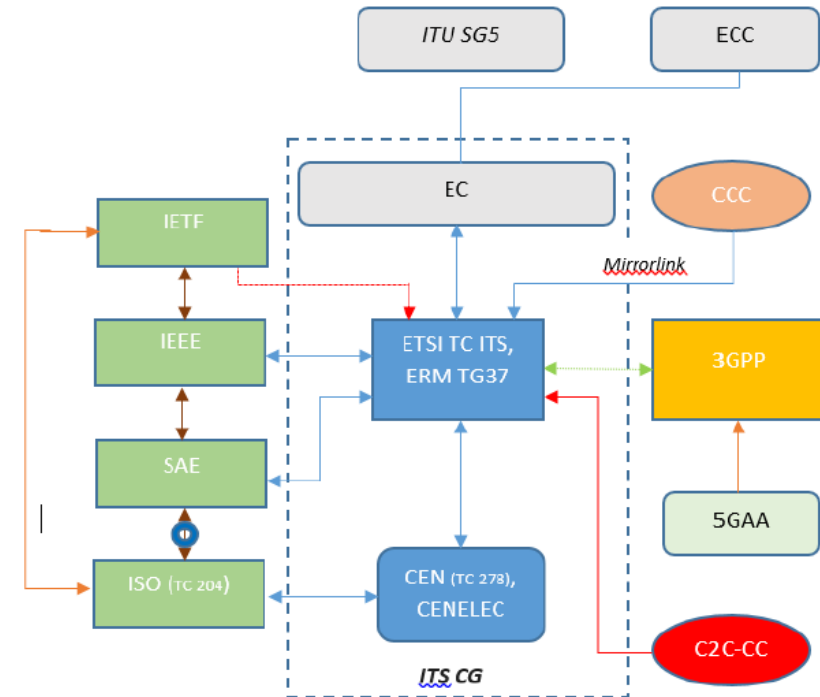 ITU SG5
ECC
EC
CCC
IETF
Mirrorlink
IEEE
ETSI TC ITS,
ERM TG37
3GPP
SAE
5GAA
ISO (TC 204)
CEN (TC 278),
CENELEC
C2C-CC
ITS CG